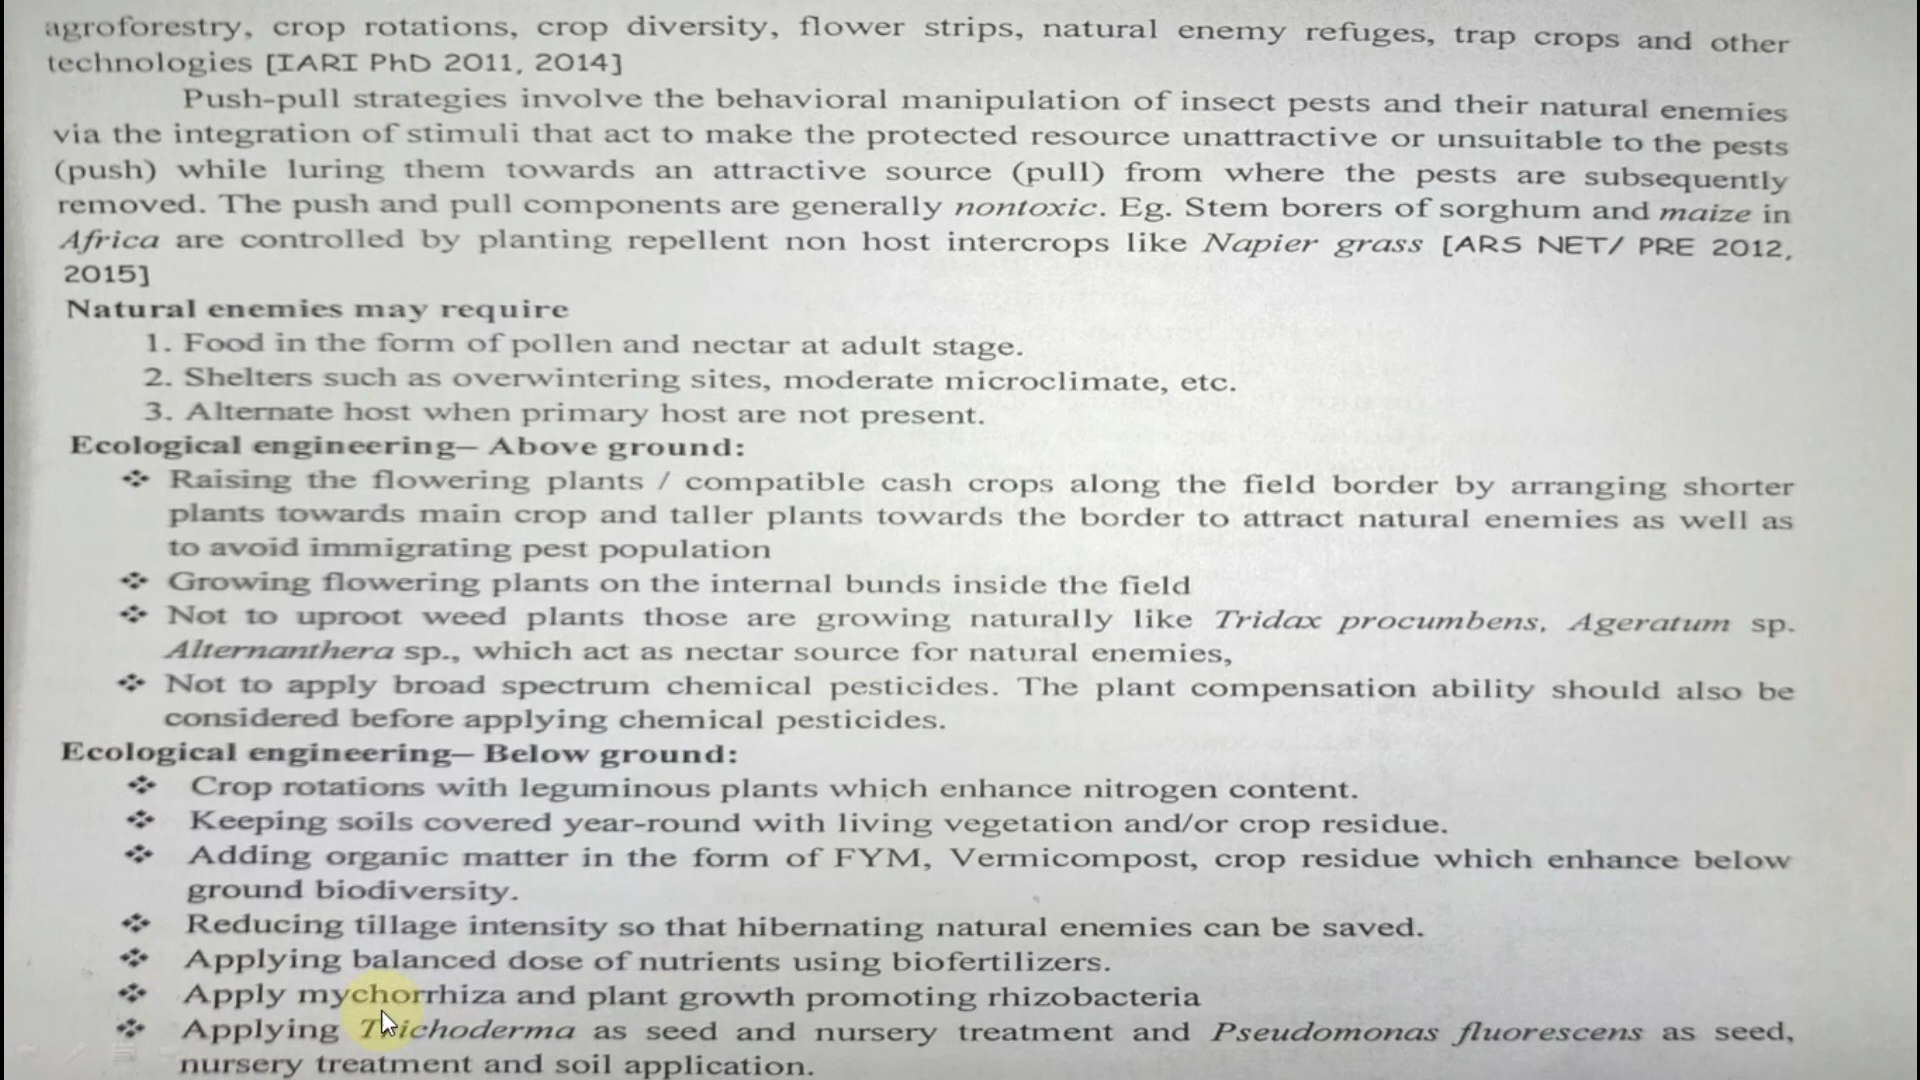 agroforestry, crop rotations, crop diversity, flower strips, natural enemy refuges, trap crops and other
technologies [IARI PhD 2011, 2014]
Push-pull strategies involve the behavioral manipulation of insect pests and their natural enemies
via the integration of stimuli that act to make the protected resource unattractive or unsuitable to the pests
(push) while luring them towards an attractive source (pull) from where the pests are subsequently
removed. The push and pull components are generally nontoxic. Eg. Stem borers of sorghum and maize in
Africa are controlled by planting repellent non host intercrops like Napier grass [ARS NET/ PRE 2012,
2015]
Natural enemies may require
1. Food in the form of pollen and nectar at adult stage.
2. Shelters such as overwintering sites, moderate microclimate, etc.
3. Alternate host when primary host are not present.
Ecological engineering– Above ground:
❖ Raising the flowering plants / compatible cash crops along the field border by arranging shorter
plants towards main crop and taller plants towards the border to attract natural enemies as well as
to avoid immigrating pest population
❖ Growing flowering plants on the internal bunds inside the field
❖ Not to uproot weed plants those are growing naturally like Tridax procumbens, Ageratum sp.
Alternanthera sp., which act as nectar source for natural enemies,
❖ Not to apply broad spectrum chemical pesticides. The plant compensation ability should also be
considered before applying chemical pesticides.
Ecological engineering– Below ground:
❖ Crop rotations with leguminous plants which enhance nitrogen content.
❖ Keeping soils covered year-round with living vegetation and/or crop residue.
❖ Adding organic matter in the form of FYM, Vermicompost, crop residue which enhance below
ground biodiversity.
❖ Reducing tillage intensity so that hibernating natural enemies can be saved.
❖ Applying balanced dose of nutrients using biofertilizers.
❖ Apply mychorrhiza and plant growth promoting rhizobacteria
❖ Applying Trichoderma as seed and nursery treatment and Pseudomonas fluorescens as seed,
nursery treatment and soil application.